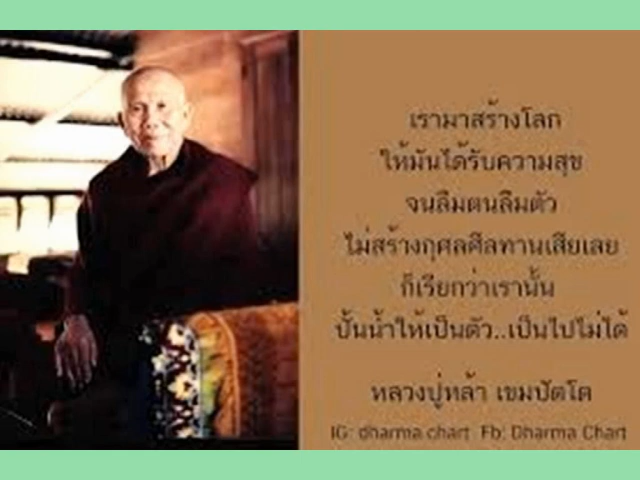 เรามาสร้างโลก
ให้มันได้รับความสุข
จนลืมตนลืมตัว
ไม่สร้างกุศลศีลทานเสียเลย
ก็เรียกว่าเรานั้น
ปั้นน้ำให้เป็นตัว..เป็นไปไม่ได้
หลวงปู่หล้า เขมปัตโต
IG: dharma chart Fb: Dharma Chart